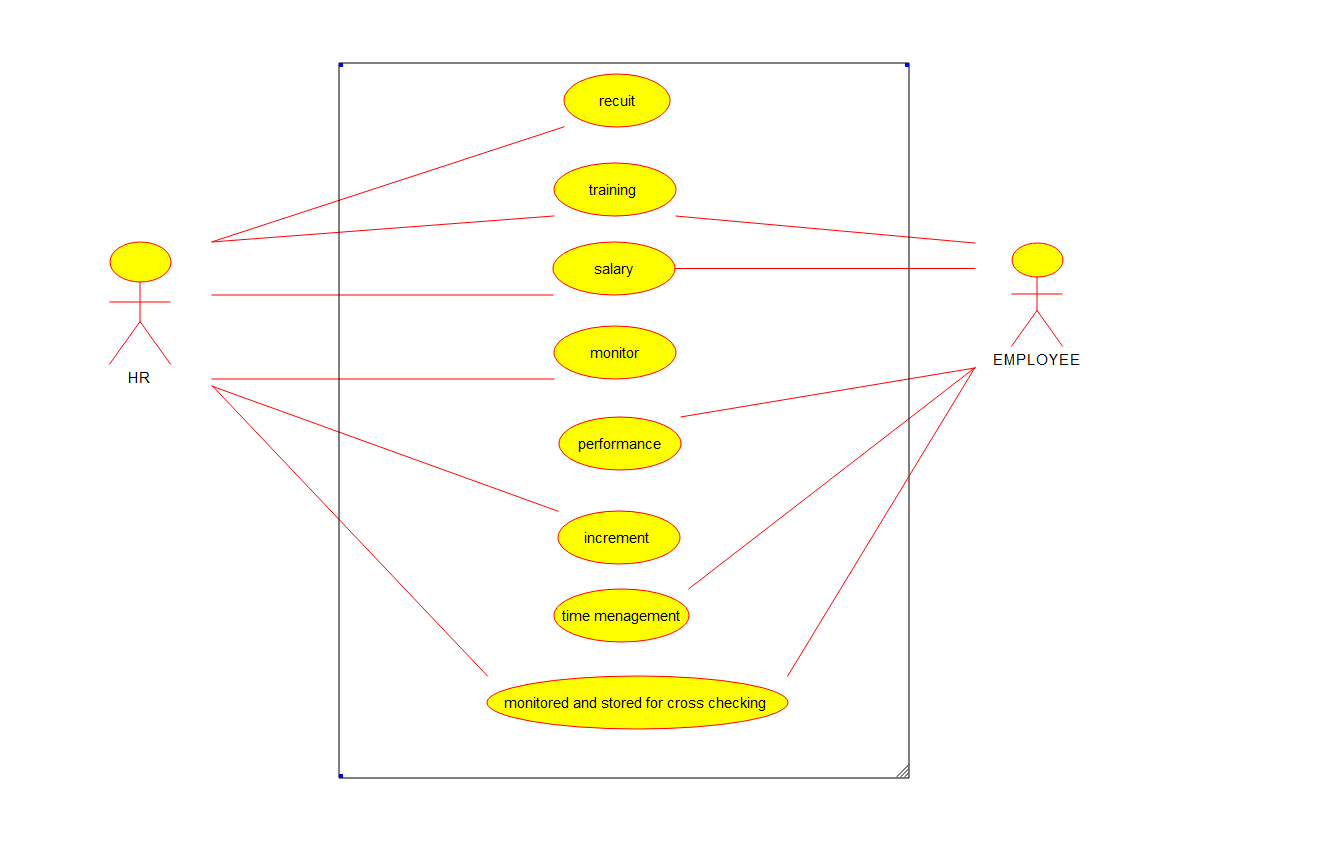 recuit
training
salary
monitor
HR
EMPLOYEE
performance
increment
time menagement
monitored and stored for cross checking